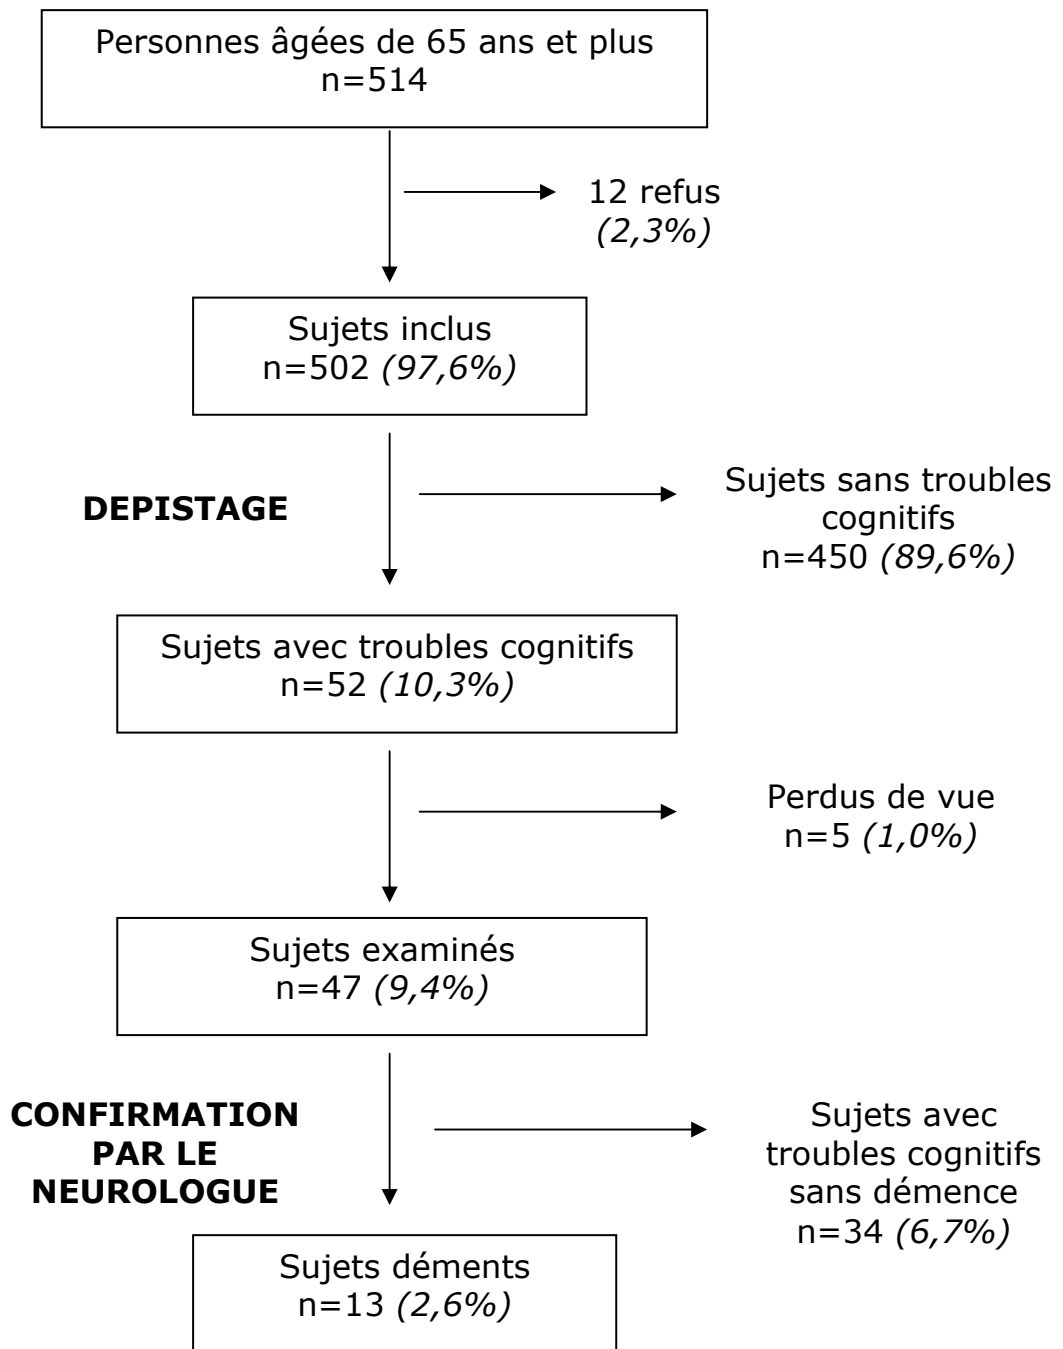 Personnes âgées de 65 ans et plus
n=514
12 refus
(2,3%)
Sujets inclus
n=502 (97,6%)
DEPISTAGE
Sujets sans troubles
cognitifs
n=450 (89,6%)
Sujets avec troubles cognitifs
n=52 (10,3%)
Perdus de vue
n=5 (1,0%)
Sujets examinés
n=47 (9,4%)
CONFIRMATION
PAR LE
NEUROLOGUE
Sujets avec
troubles cognitifs
sans démence
n=34 (6,7%)
Sujets déments
n=13 (2,6%)